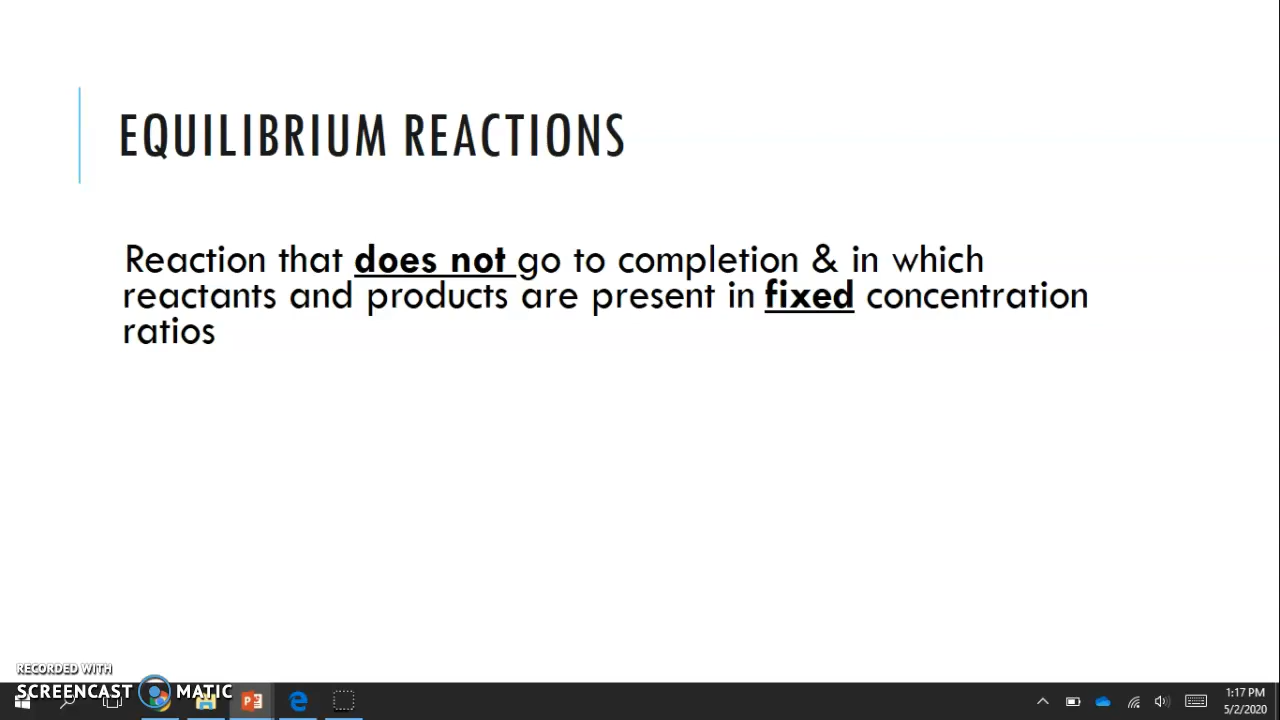 EQUILIBRIUM REACTIONS
Reaction that does not go to completion & in which
reactants and products are present in fixed concentration
ratios
RECORDED WITH
SCREENCAST MATIC
1:17 PM
5/2/2020